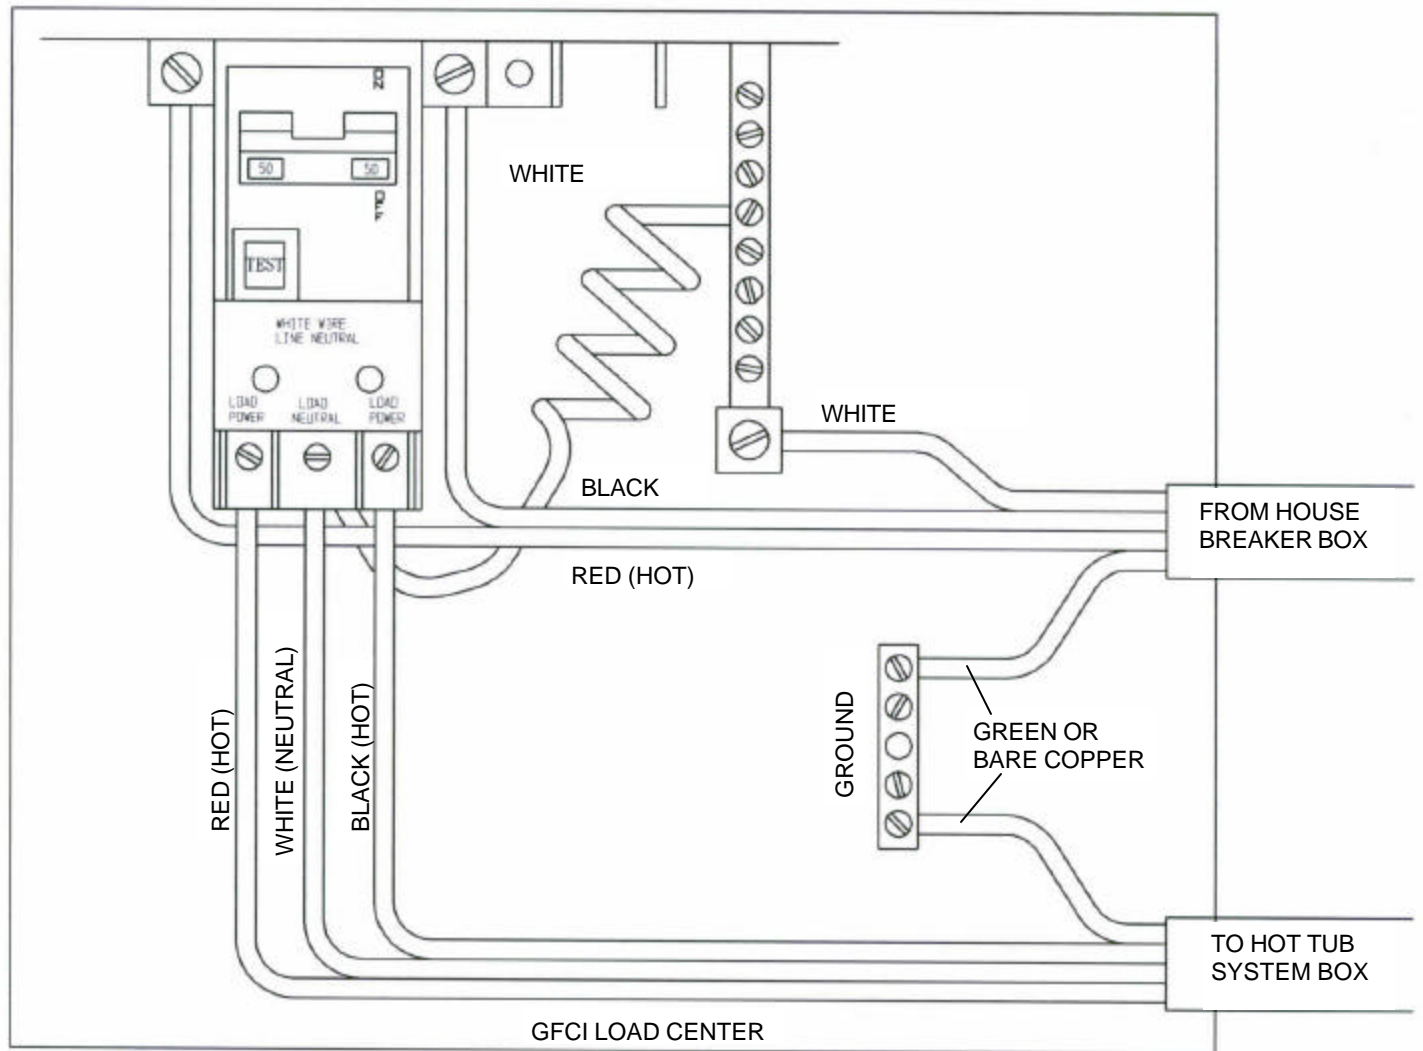 ON
50 50
OFF
TEST
WHITE WIRE
LINE NEUTRAL
LOAD
POWER
LOAD
NEUTRAL
LOAD
POWER
WHITE
WHITE
BLACK
RED (HOT)
FROM HOUSE
BREAKER BOX
RED (HOT)
WHITE (NEUTRAL)
BLACK (HOT)
GROUND
GREEN OR
BARE COPPER
TO HOT TUB
SYSTEM BOX
GFCI LOAD CENTER